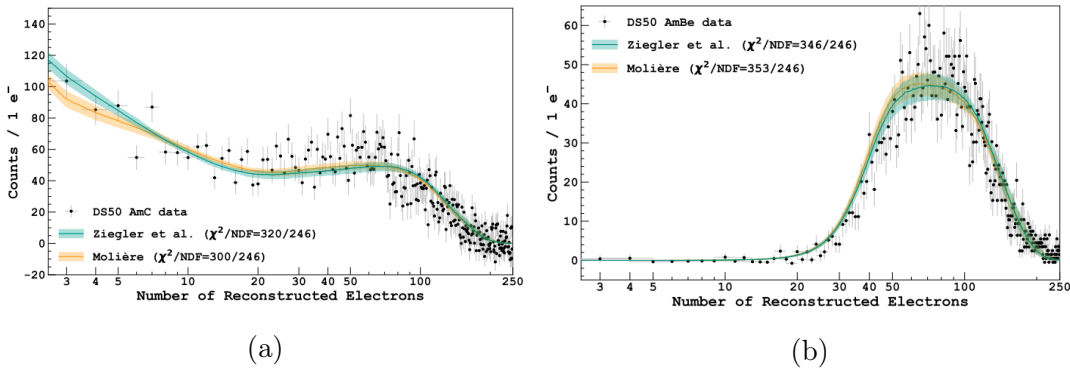 140
120
100
80
60
40
20
0
−20
Counts / 1 e⁻
DS50 AmC data
Ziegler et al. (χ²/NDF=320/246)
Molière (χ²/NDF=300/246)
3 4 5 10 20 30 40 50 100 250
Number of Reconstructed Electrons
(a)
60
50
40
30
20
10
0
Counts / 1 e⁻
DS50 AmBe data
Ziegler et al. (χ²/NDF=346/246)
Molière (χ²/NDF=353/246)
3 4 5 10 20 30 40 50 100 250
Number of Reconstructed Electrons
(b)